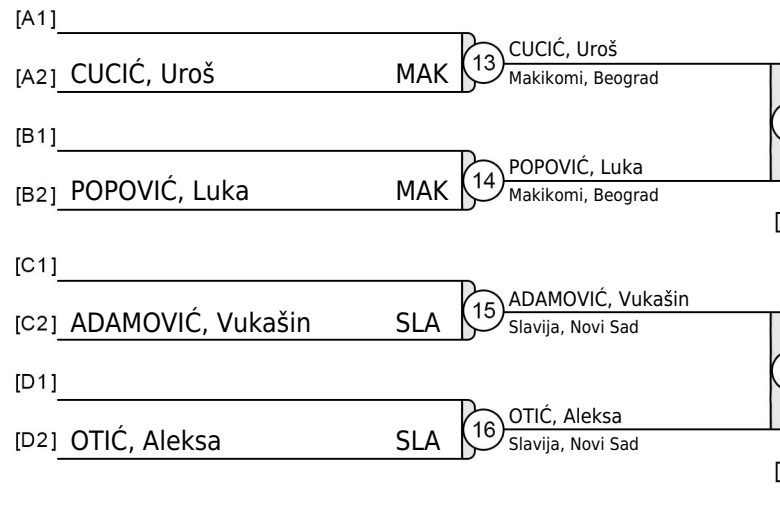 [A1]
[A2] CUCIĆ, Uroš MAK
13 CUCIĆ, Uroš
Makikomi, Beograd
[B1]
[B2] POPOVIĆ, Luka MAK
14 POPOVIĆ, Luka
Makikomi, Beograd
[C1]
[C2] ADAMOVIĆ, Vukašin SLA
15 ADAMOVIĆ, Vukašin
Slavija, Novi Sad
[D1]
[D2] OTIĆ, Aleksa SLA
16 OTIĆ, Aleksa
Slavija, Novi Sad